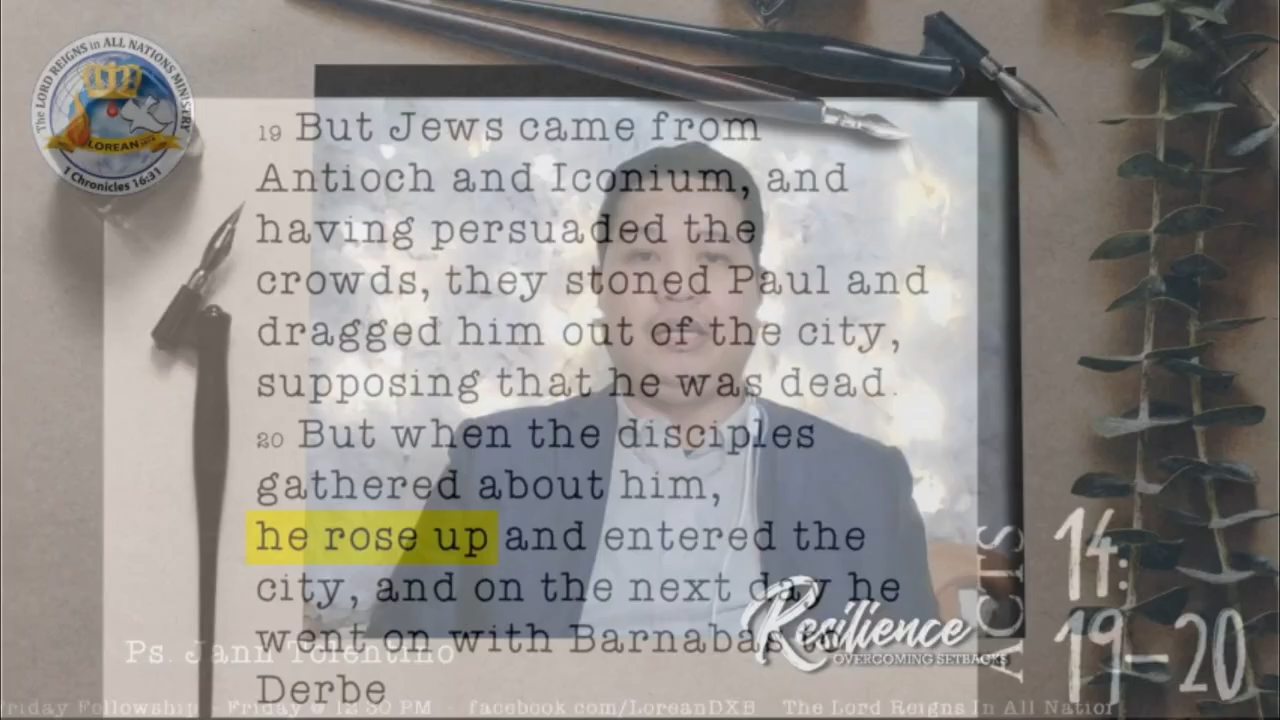 The LORD REIGNS in ALL NATIONS MINISTRY
LOREAN
1 Chronicles 16:31
19 But Jews came from
Antioch and Iconium, and
having persuaded the
crowds, they stoned Paul and
dragged him out of the city,
supposing that he was dead.
20 But when the disciples
gathered about him,
he rose up and entered the
city, and on the next day he
went on with Barnabas to
Derbe
Resilience
OVERCOMING SETBACKS
ACTS
14:
19-20
Ps. Jann Tolentino
Friday Fellowship - Friday @ 12:30 PM - facebook.com/LoreanDXB The Lord Reigns In All Nation